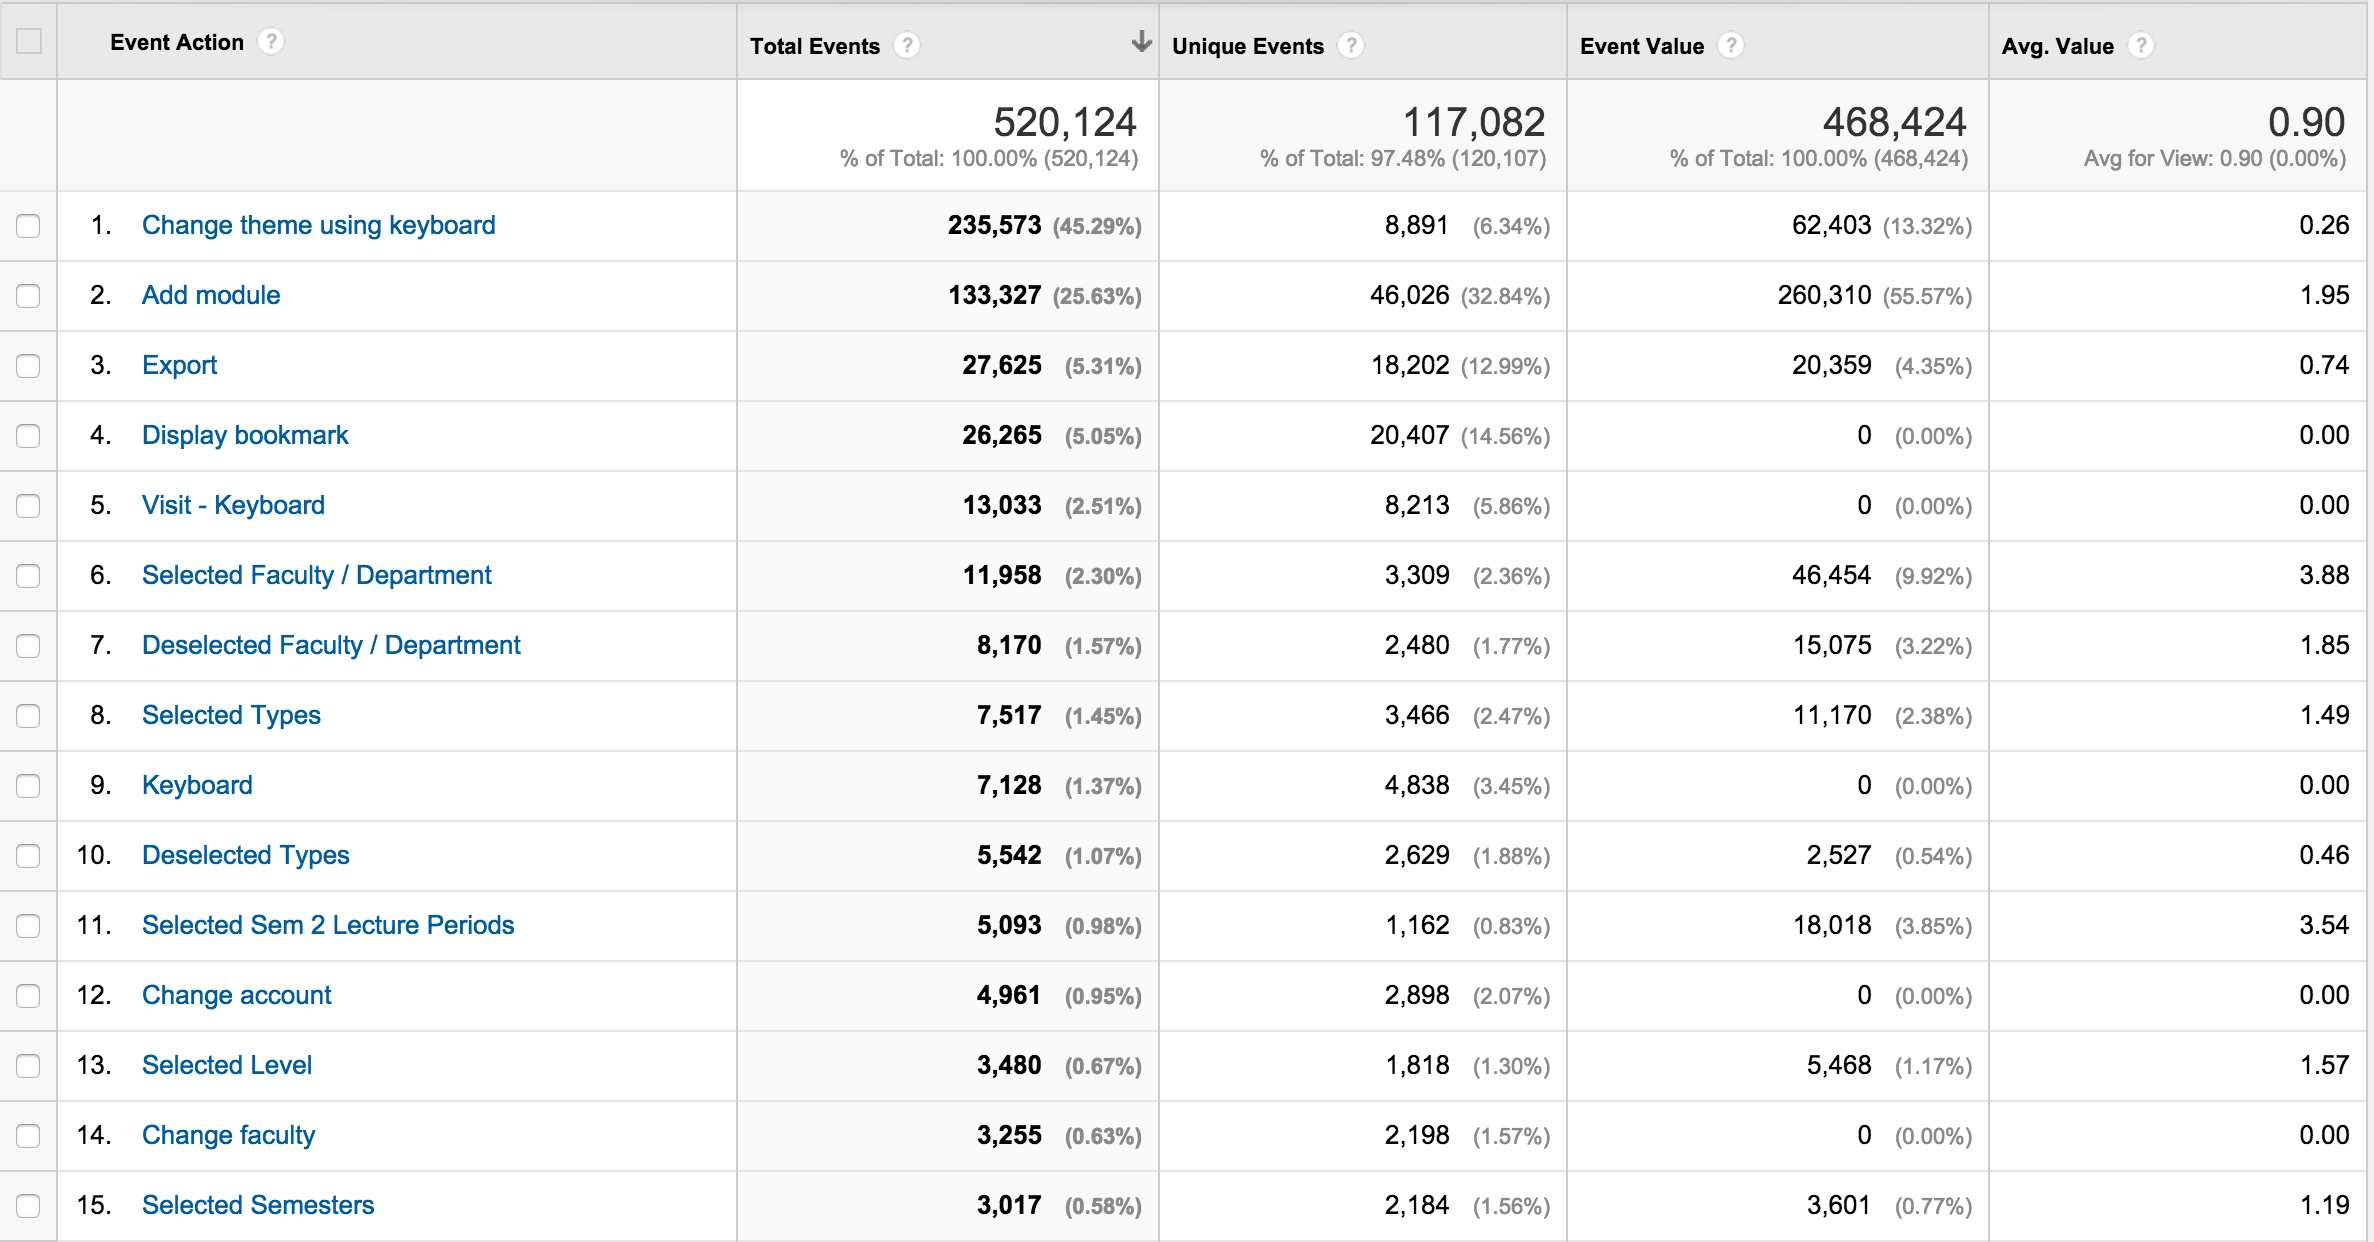 Event Action ? Total Events ? Unique Events ? Event Value ? Avg. Value ?
520,124 117,082 468,424 0.90
% of Total: 100.00% (520,124) % of Total: 97.48% (120,107) % of Total: 100.00% (468,424) Avg for View: 0.90 (0.00%)
1. Change theme using keyboard 235,573 (45.29%) 8,891 (6.34%) 62,403 (13.32%) 0.26
2. Add module 133,327 (25.63%) 46,026 (32.84%) 260,310 (55.57%) 1.95
3. Export 27,625 (5.31%) 18,202 (12.99%) 20,359 (4.35%) 0.74
4. Display bookmark 26,265 (5.05%) 20,407 (14.56%) 0 (0.00%) 0.00
5. Visit - Keyboard 13,033 (2.51%) 8,213 (5.86%) 0 (0.00%) 0.00
6. Selected Faculty / Department 11,958 (2.30%) 3,309 (2.36%) 46,454 (9.92%) 3.88
7. Deselected Faculty / Department 8,170 (1.57%) 2,480 (1.77%) 15,075 (3.22%) 1.85
8. Selected Types 7,517 (1.45%) 3,466 (2.47%) 11,170 (2.38%) 1.49
9. Keyboard 7,128 (1.37%) 4,838 (3.45%) 0 (0.00%) 0.00
10. Deselected Types 5,542 (1.07%) 2,629 (1.88%) 2,527 (0.54%) 0.46
11. Selected Sem 2 Lecture Periods 5,093 (0.98%) 1,162 (0.83%) 18,018 (3.85%) 3.54
12. Change account 4,961 (0.95%) 2,898 (2.07%) 0 (0.00%) 0.00
13. Selected Level 3,480 (0.67%) 1,818 (1.30%) 5,468 (1.17%) 1.57
14. Change faculty 3,255 (0.63%) 2,198 (1.57%) 0 (0.00%) 0.00
15. Selected Semesters 3,017 (0.58%) 2,184 (1.56%) 3,601 (0.77%) 1.19